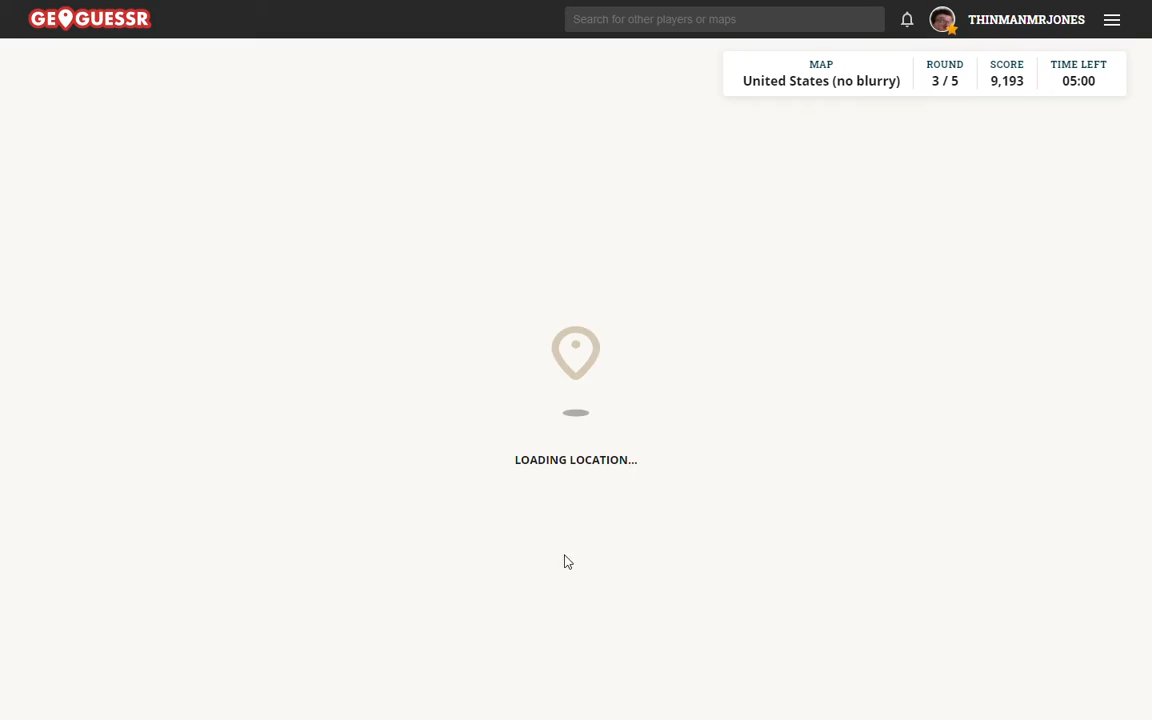 GEOGUESSR
Search for other players or maps
THINMANMRJONES
MAP
United States (no blurry)
ROUND
3 / 5
SCORE
9,193
TIME LEFT
05:00
LOADING LOCATION...